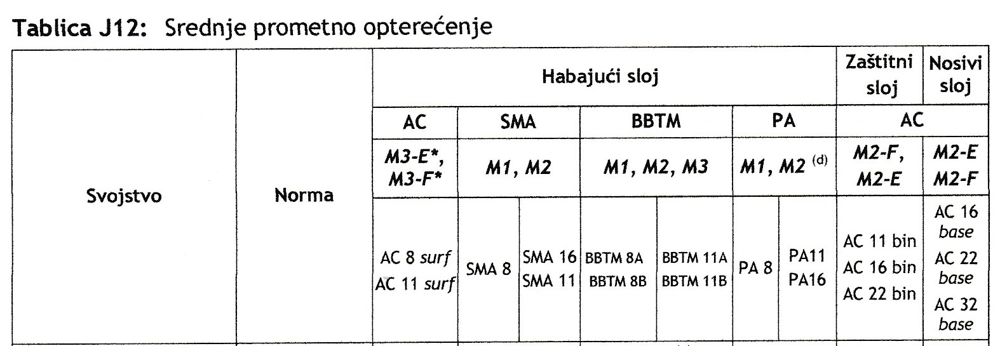 Tablica J12: Srednje prometno opterećenje
Svojstvo
Norma
Habajući sloj
Zaštitni
sloj
Nosivi
sloj
AC
SMA
BBTM
PA
AC
M3-E*,
M3-F*
M1, M2
M1, M2, M3
M1, M2 (d)
M2-F,
M2-E
M2-E
M2-F
AC 8 surf
AC 11 surf
SMA 8
SMA 16
SMA 11
BBTM 8A
BBTM 8B
BBTM 11A
BBTM 11B
PA 8
PA11
PA16
AC 11 bin
AC 16 bin
AC 22 bin
AC 16
base
AC 22
base
AC 32
base